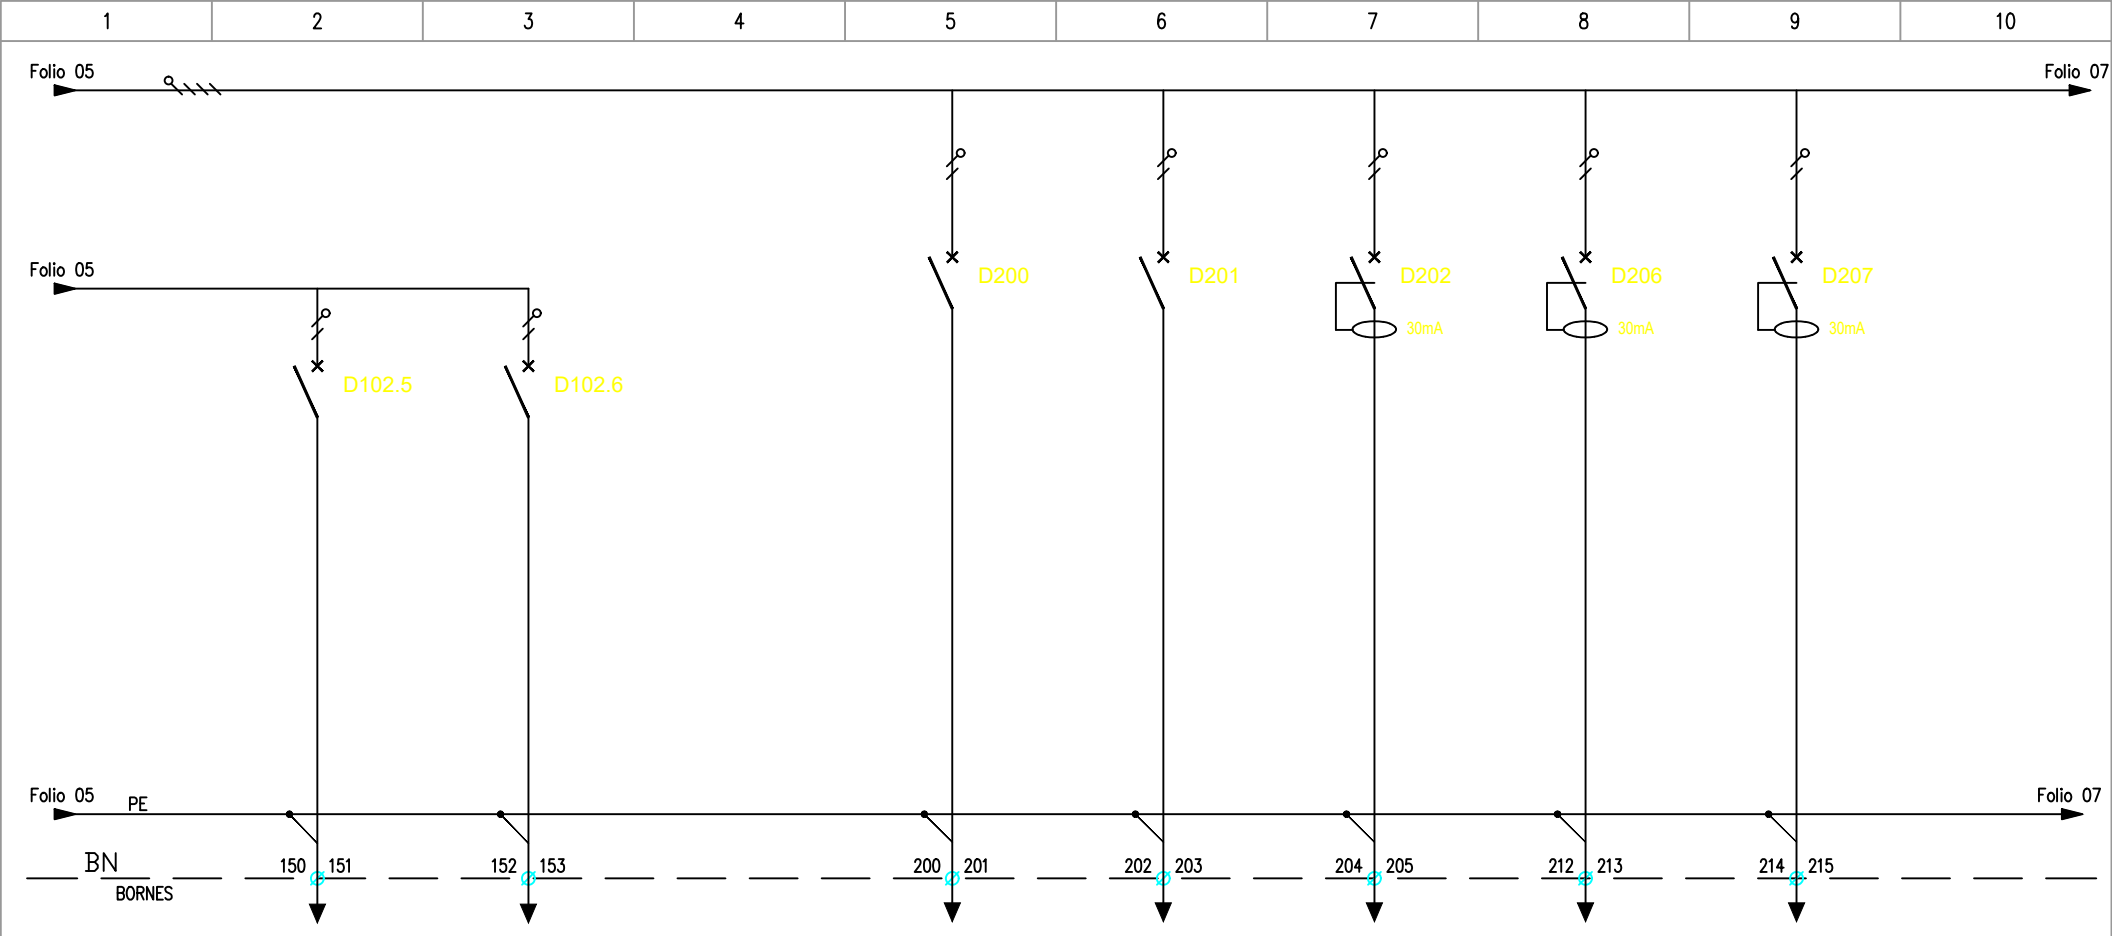 1 2 3 4 5 6 7 8 9 10
Folio 05 Folio 07
Folio 05
D200 D201 D202 D206 D207
30mA 30mA 30mA
D102.5 D102.6
Folio 05 PE Folio 07
BN 150 151 152 153 200 201 202 203 204 205 212 213 214 215
BORNES